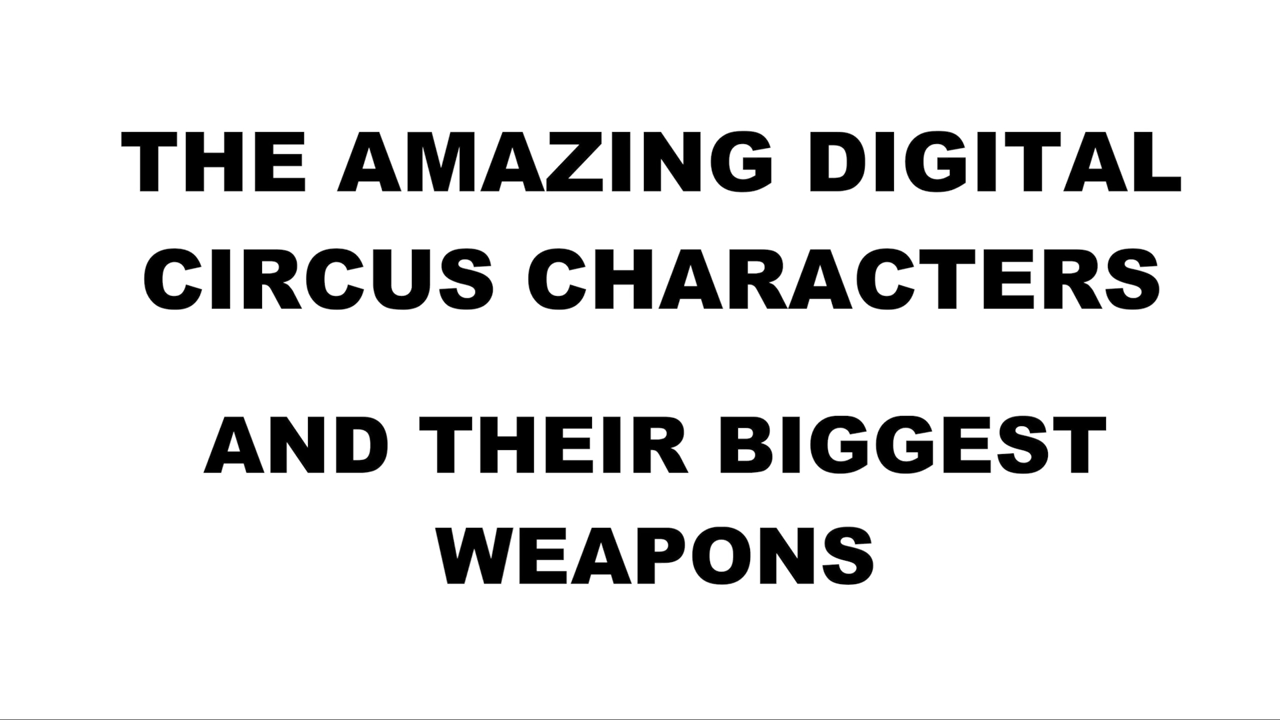 THE AMAZING DIGITAL
CIRCUS CHARACTERS
AND THEIR BIGGEST
WEAPONS